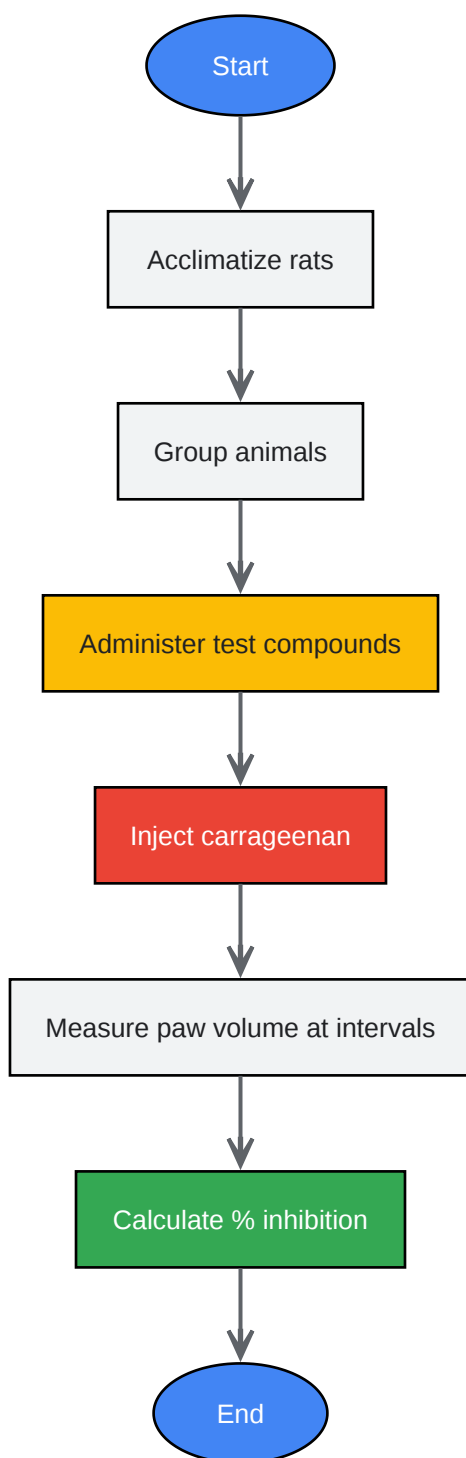 Start
Acclimatize rats
Group animals
Administer test compounds
Inject carrageenan
Measure paw volume at intervals
Calculate % inhibition
End